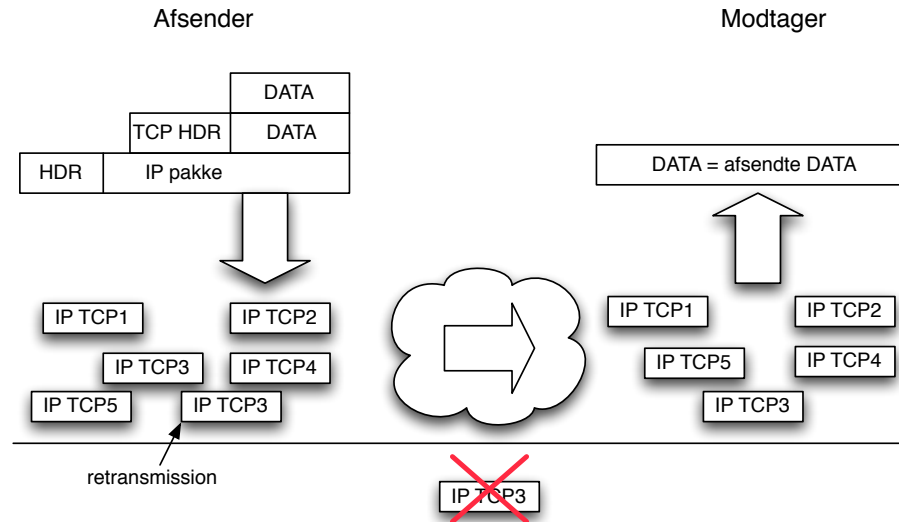 Afsender
Modtager
DATA
TCP HDR
DATA
HDR
IP pakke
DATA = afsendte DATA
IP TCP1
IP TCP2
IP TCP3
IP TCP4
IP TCP5
IP TCP3
retransmission
IP TCP3
IP TCP1
IP TCP2
IP TCP5
IP TCP4
IP TCP3